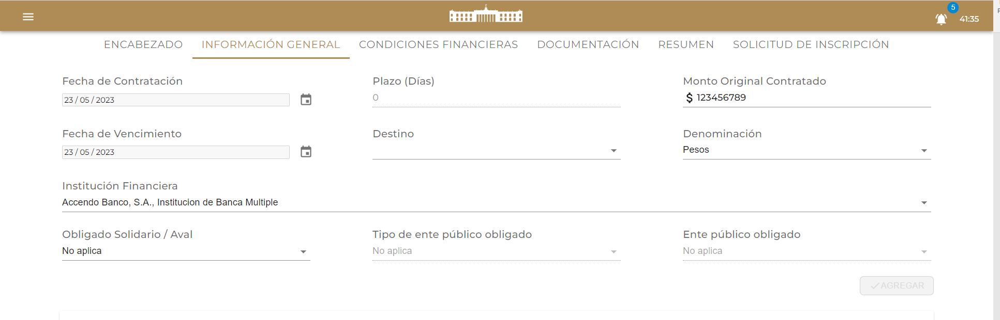 5
41:35
ENCABEZADO INFORMACIÓN GENERAL CONDICIONES FINANCIERAS DOCUMENTACIÓN RESUMEN SOLICITUD DE INSCRIPCIÓN
Fecha de Contratación Plazo (Días) Monto Original Contratado
23 / 05 / 2023 0 $ 123456789
Fecha de Vencimiento Destino Denominación
23 / 05 / 2023 Pesos
Institución Financiera
Accendo Banco, S.A., Institucion de Banca Multiple
Obligado Solidario / Aval Tipo de ente público obligado Ente público obligado
No aplica No aplica No aplica
AGREGAR